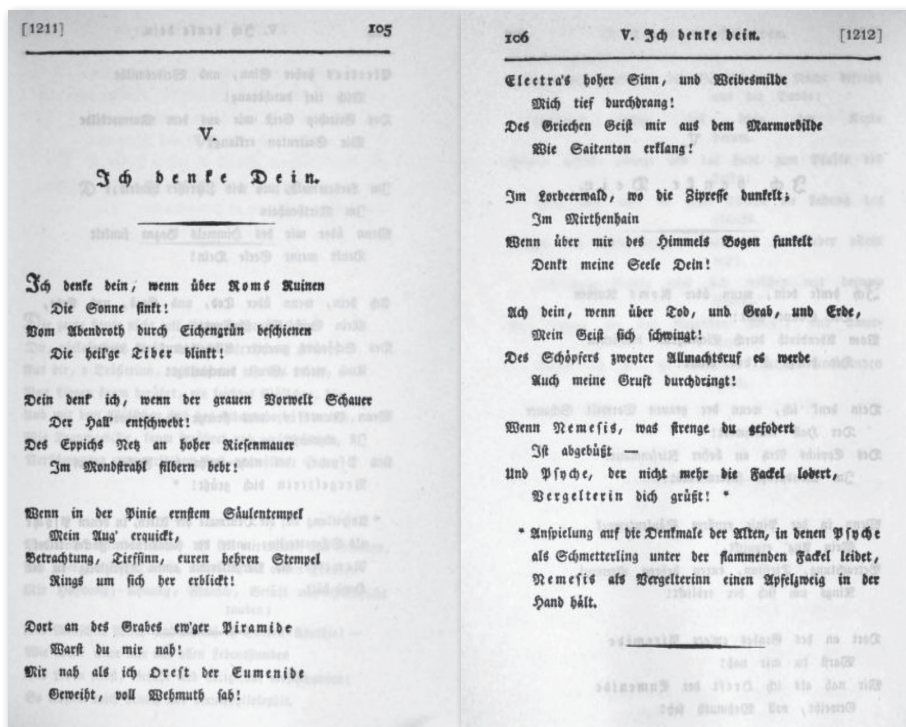 [1211] 105
V.
Ich denke Dein.
Ich denke dein, wenn über Roms Ruinen
Die Sonne sinkt!
Vom Abendroth durch Eichengrün beschienen
Die heil'ge Tiber blinkt!
Dein denk ich, wenn der grauen Vorwelt Schauer
Der Hall' entschwebt!
Des Eppichs Netz an hoher Riesenmauer
Im Mondstrahl silbern bebt!
Wenn in der Pinie ernstem Säulentempel
Mein Aug' erquickt,
Betrachtung, Tiefsinn, euren hehren Stempel
Rings um sich her erblickt!
Dort an des Grabes ew'ger Piramide
Warst du mir nah!
Mir nah als ich Orest der Eumenide
Geweiht, voll Wehmuth sah!
106 V. Ich denke dein. [1212]
Electra's hoher Sinn, und Weibesmilde
Mich tief durchdrang!
Des Griechen Geist mir aus dem Marmorbilde
Wie Saitenton erklang!
Im Lorbeerwald, wo die Zipresse dunkelt,
Im Mirthenhain
Wenn über mir des Himmels Bogen funkelt
Denkt meine Seele Dein!
Ach dein, wenn über Tod, und Grab, und Erde,
Mein Geist sich schwingt!
Des Schöpfers zweyter Allmachtsruf es werde
Auch meine Gruft durchdringt!
Wenn Nemesis, was strenge du gefodert
Ist abgebüßt —
Und Psyche, der nicht mehr die Fackel lodert,
Vergelterin dich grüßt! *
* Anspielung auf die Denkmale der Alten, in denen Psyche
als Schmetterling unter der flammenden Fackel leidet,
Nemesis als Vergelterinn einen Apfelzweig in der
Hand hält.